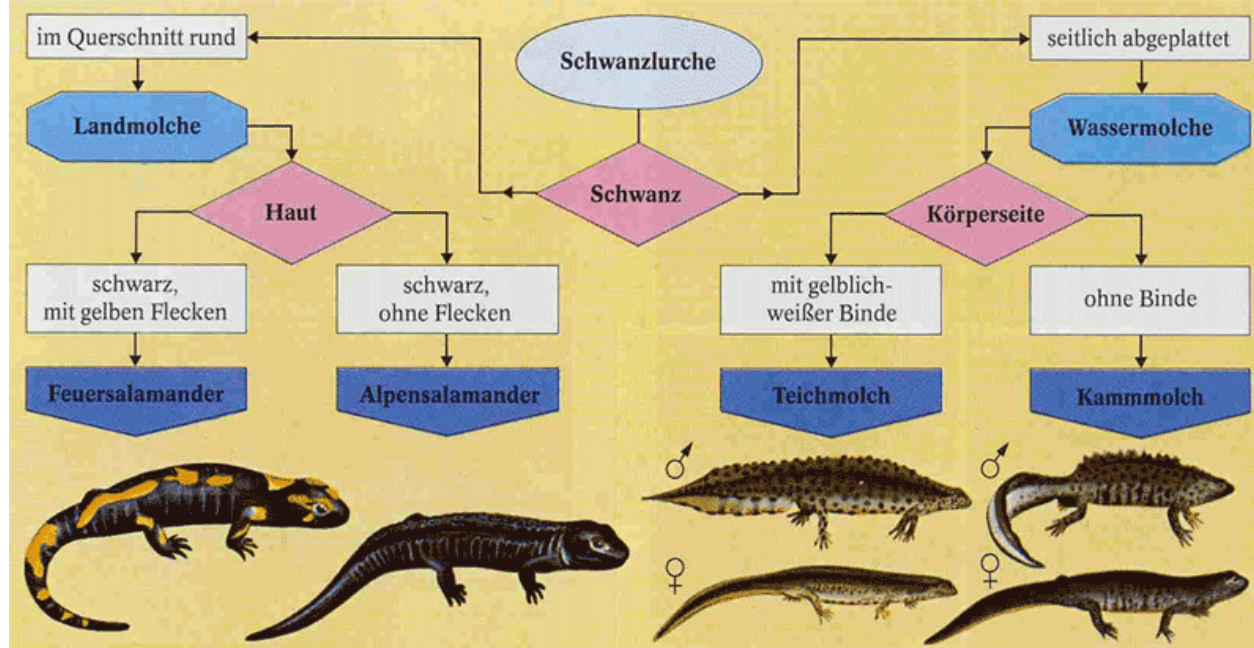 im Querschnitt rund
Schwanzlurche
seitlich abgeplattet
Landmolche
Wassermolche
Schwanz
Haut
Körperseite
schwarz,
mit gelben Flecken
schwarz,
ohne Flecken
mit gelblich-
weißer Binde
ohne Binde
Feuersalamander
Alpensalamander
Teichmolch
Kammmolch
♂
♂
♀
♀